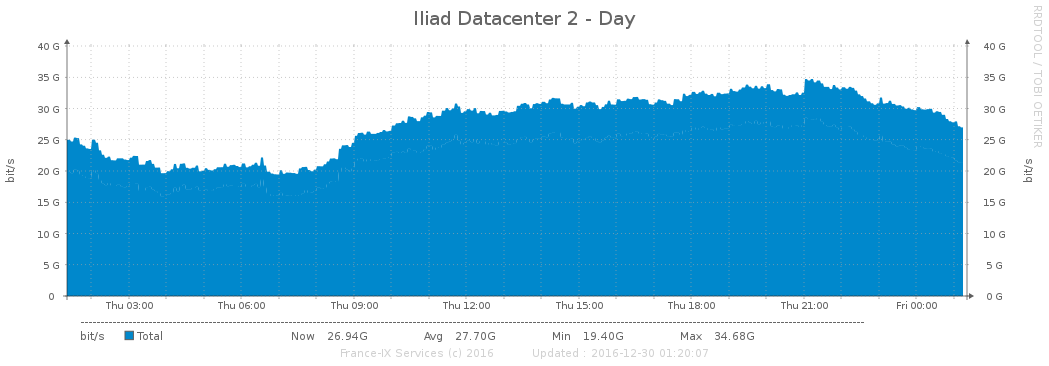 Iliad Datacenter 2 - Day
RRDTOOL / TOBI OETIKER
bit/s
40 G
35 G
30 G
25 G
20 G
15 G
10 G
5 G
0
40 G
35 G
30 G
25 G
20 G
15 G
10 G
5 G
0 G
bit/s
Thu 03:00 Thu 06:00 Thu 09:00 Thu 12:00 Thu 15:00 Thu 18:00 Thu 21:00 Fri 00:00
bit/s Total Now 26.94G Avg 27.70G Min 19.40G Max 34.68G
France-IX Services (c) 2016 Updated : 2016-12-30 01:20:07